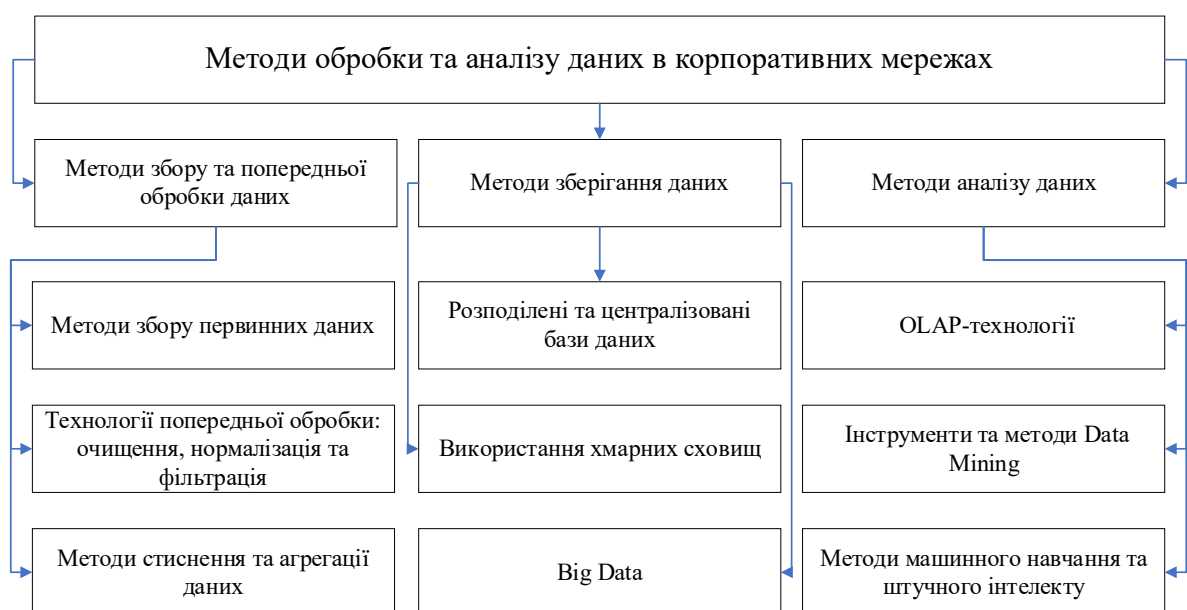 Методи обробки та аналізу даних в корпоративних мережах
Методи збору та попередньої
обробки даних
Методи зберігання даних
Методи аналізу даних
Методи збору первинних даних
Розподілені та централізовані
бази даних
OLAP-технології
Технології попередньої обробки:
очищення, нормалізація та
фільтрація
Використання хмарних сховищ
Інструменти та методи Data
Mining
Методи стиснення та агрегації
даних
Big Data
Методи машинного навчання та
штучного інтелекту